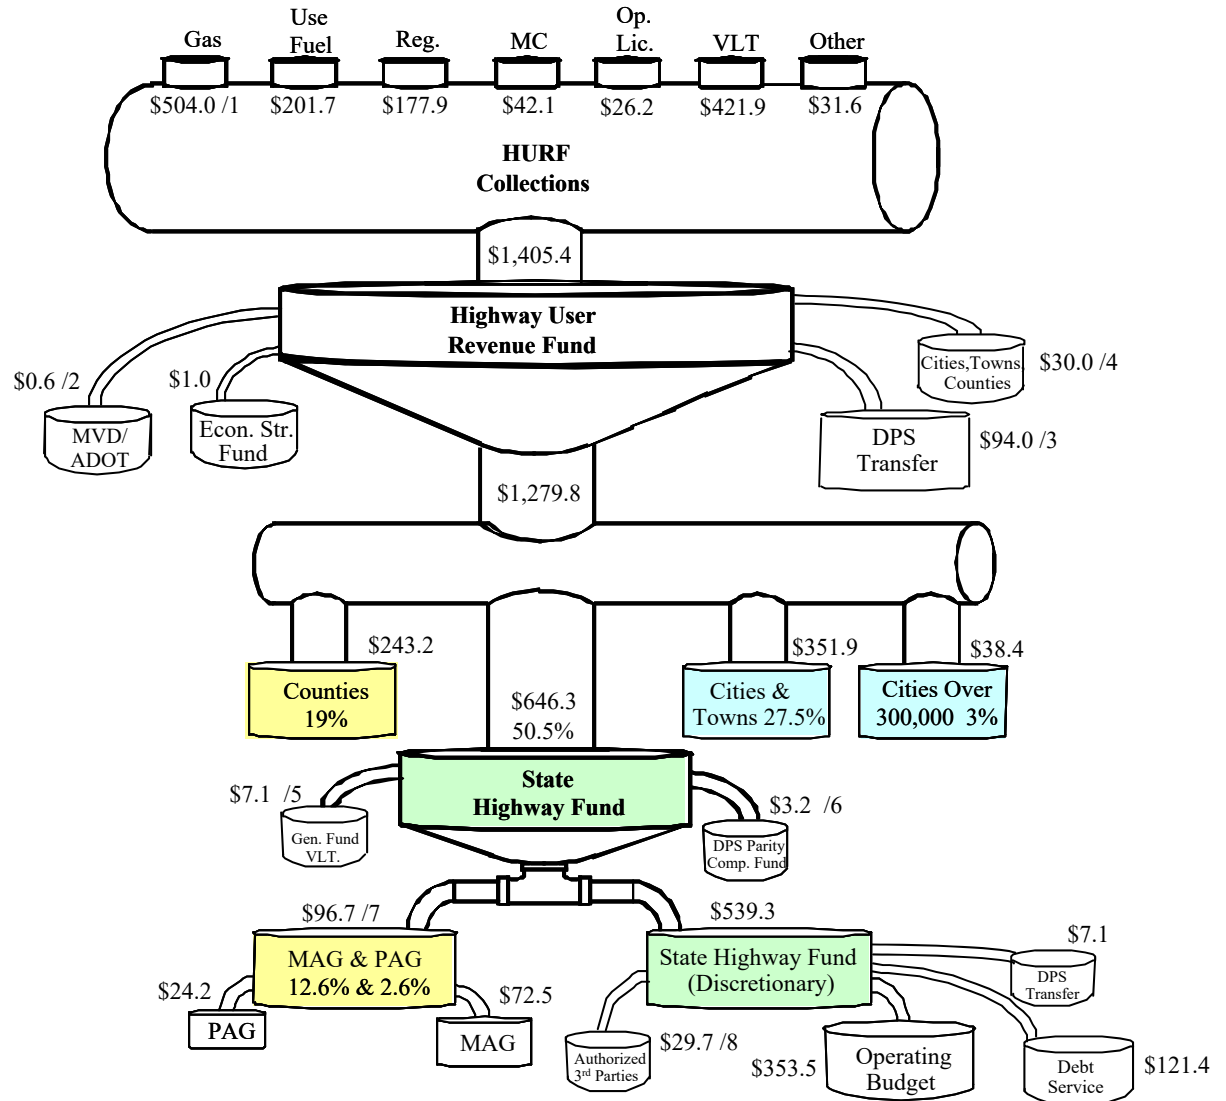 Gas
Use
Fuel
Reg.
MC
Op.
Lic.
VLT
Other
$504.0 /1
$201.7
$177.9
$42.1
$26.2
$421.9
$31.6
HURF
Collections
$1,405.4
Highway User
Revenue Fund
$0.6 /2
MVD/
ADOT
$1.0
Econ. Str.
Fund
Cities,Towns,
Counties
$30.0 /4
DPS
Transfer
$94.0 /3
$1,279.8
$243.2
Counties
19%
$646.3
50.5%
$351.9
Cities &
Towns 27.5%
$38.4
Cities Over
300,000 3%
State
Highway Fund
$7.1 /5
Gen. Fund
VLT.
$3.2 /6
DPS Parity
Comp. Fund
$96.7 /7
MAG & PAG
12.6% & 2.6%
$24.2
PAG
$72.5
MAG
$539.3
State Highway Fund
(Discretionary)
$7.1
DPS
Transfer
Authorized
3rd Parties
$29.7 /8
$353.5
Operating
Budget
Debt
Service
$121.4